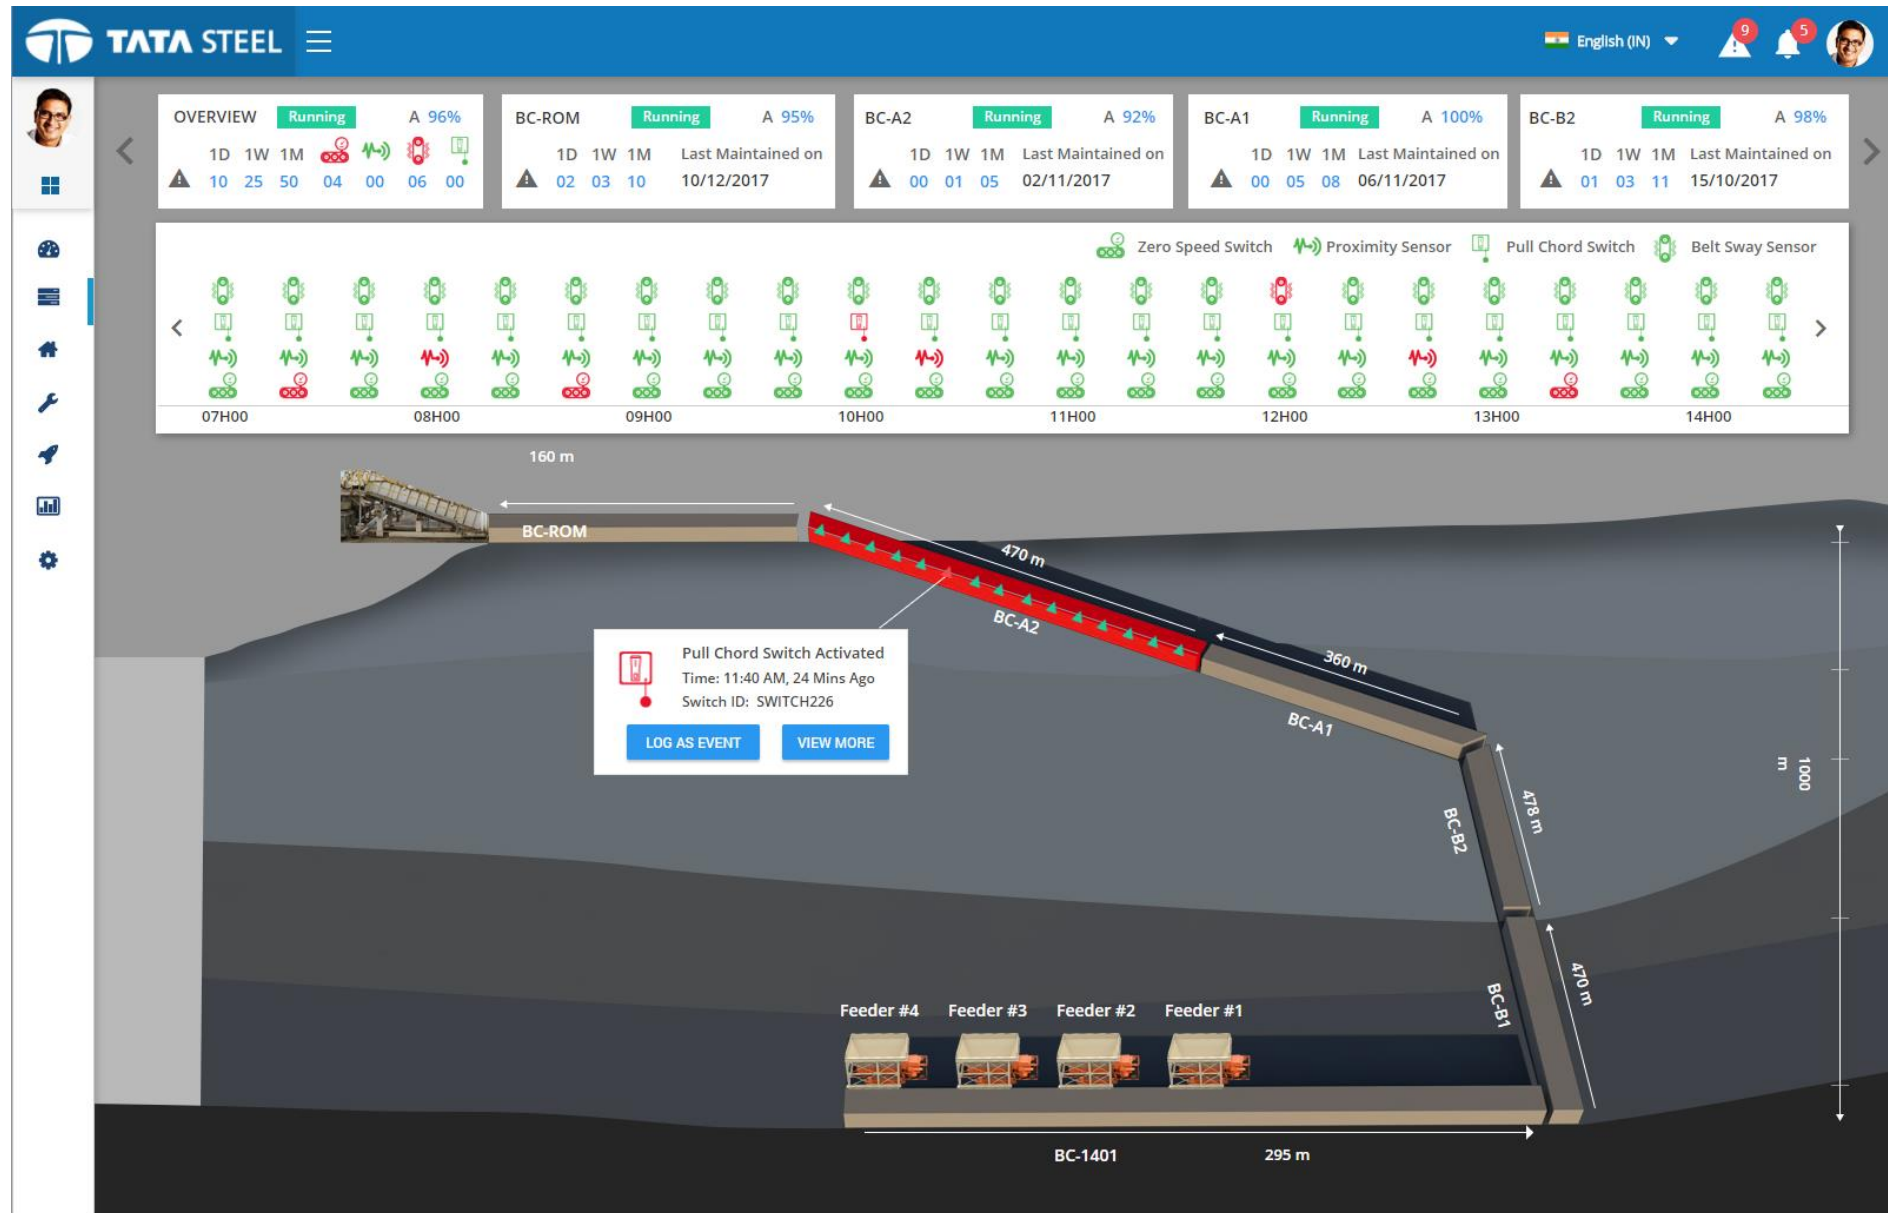 TATA STEEL
English (IN)
9
5
OVERVIEW Running A 96%
1D 1W 1M
10 25 50 04 00 06 00
BC-ROM Running A 95%
1D 1W 1M Last Maintained on
02 03 10 10/12/2017
BC-A2 Running A 92%
1D 1W 1M Last Maintained on
00 01 05 02/11/2017
BC-A1 Running A 100%
1D 1W 1M Last Maintained on
00 05 08 06/11/2017
BC-B2 Running A 98%
1D 1W 1M Last Maintained on
01 03 11 15/10/2017
Zero Speed Switch Proximity Sensor Pull Chord Switch Belt Sway Sensor
07H00 08H00 09H00 10H00 11H00 12H00 13H00 14H00
160 m
BC-ROM
470 m
BC-A2
360 m
BC-A1
Pull Chord Switch Activated
Time: 11:40 AM, 24 Mins Ago
Switch ID: SWITCH226
LOG AS EVENT VIEW MORE
1000
m
478 m
BC-B2
470 m
BC-B1
Feeder #4 Feeder #3 Feeder #2 Feeder #1
BC-1401 295 m